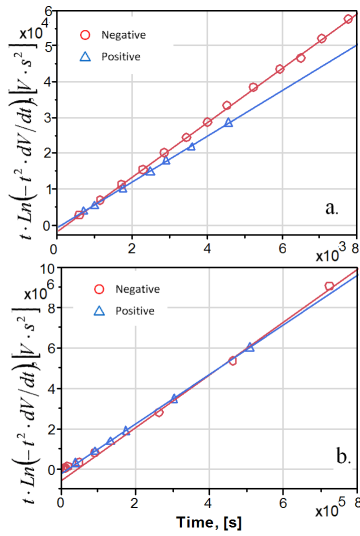 t · Ln(−t² · dV/dt), [V · s²]
x10⁴
6
5
4
3
2
1
0
Negative
Positive
a.
0 2 4 6 8
x10³
t · Ln(−t² · dV/dt), [V · s²]
x10⁶
10
8
6
4
2
0
Negative
Positive
b.
0 2 4 6 8
x10⁵
Time, [s]